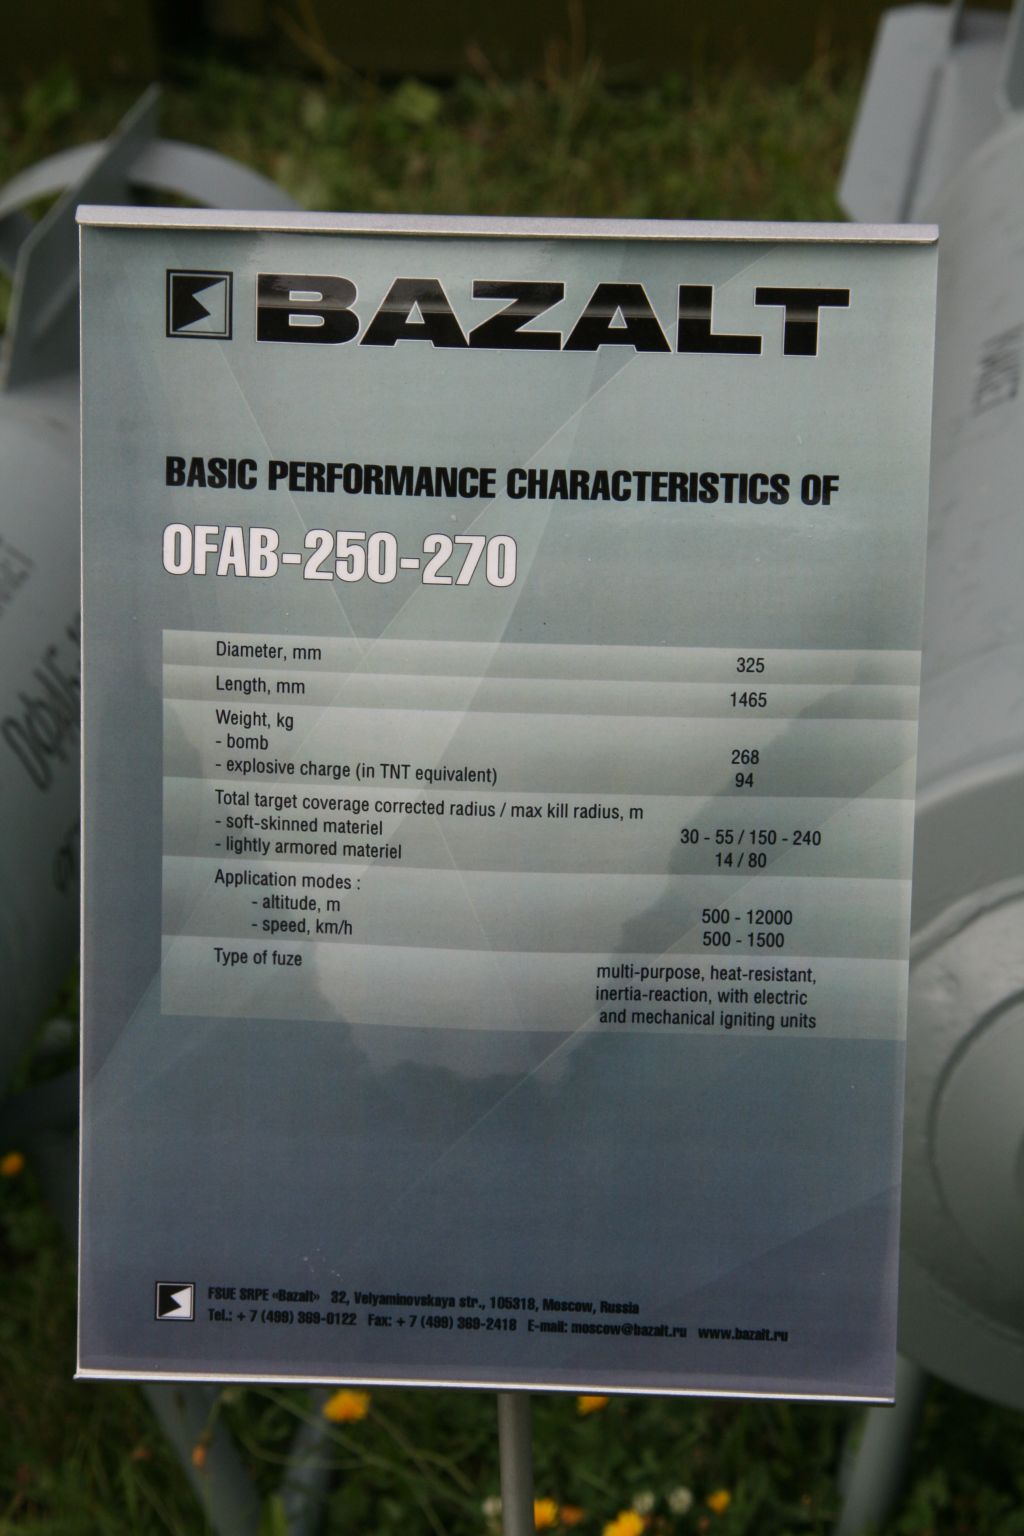 BAZALT
BASIC PERFORMANCE CHARACTERISTICS OF
OFAB-250-270
Diameter, mm 325
Length, mm 1465
Weight, kg
- bomb 268
- explosive charge (in TNT equivalent) 94
Total target coverage corrected radius / max kill radius, m
- soft-skinned materiel 30 - 55 / 150 - 240
- lightly armored materiel 14 / 80
Application modes :
- altitude, m 500 - 12000
- speed, km/h 500 - 1500
Type of fuze multi-purpose, heat-resistant,
inertia-reaction, with electric
and mechanical igniting units
FSUE SRPE «Bazalt» 32, Velyaminovskaya str., 105318, Moscow, Russia
Tel.: + 7 (499) 369-0122 Fax: + 7 (499) 369-2418 E-mail: moscow@bazalt.ru www.bazalt.ru